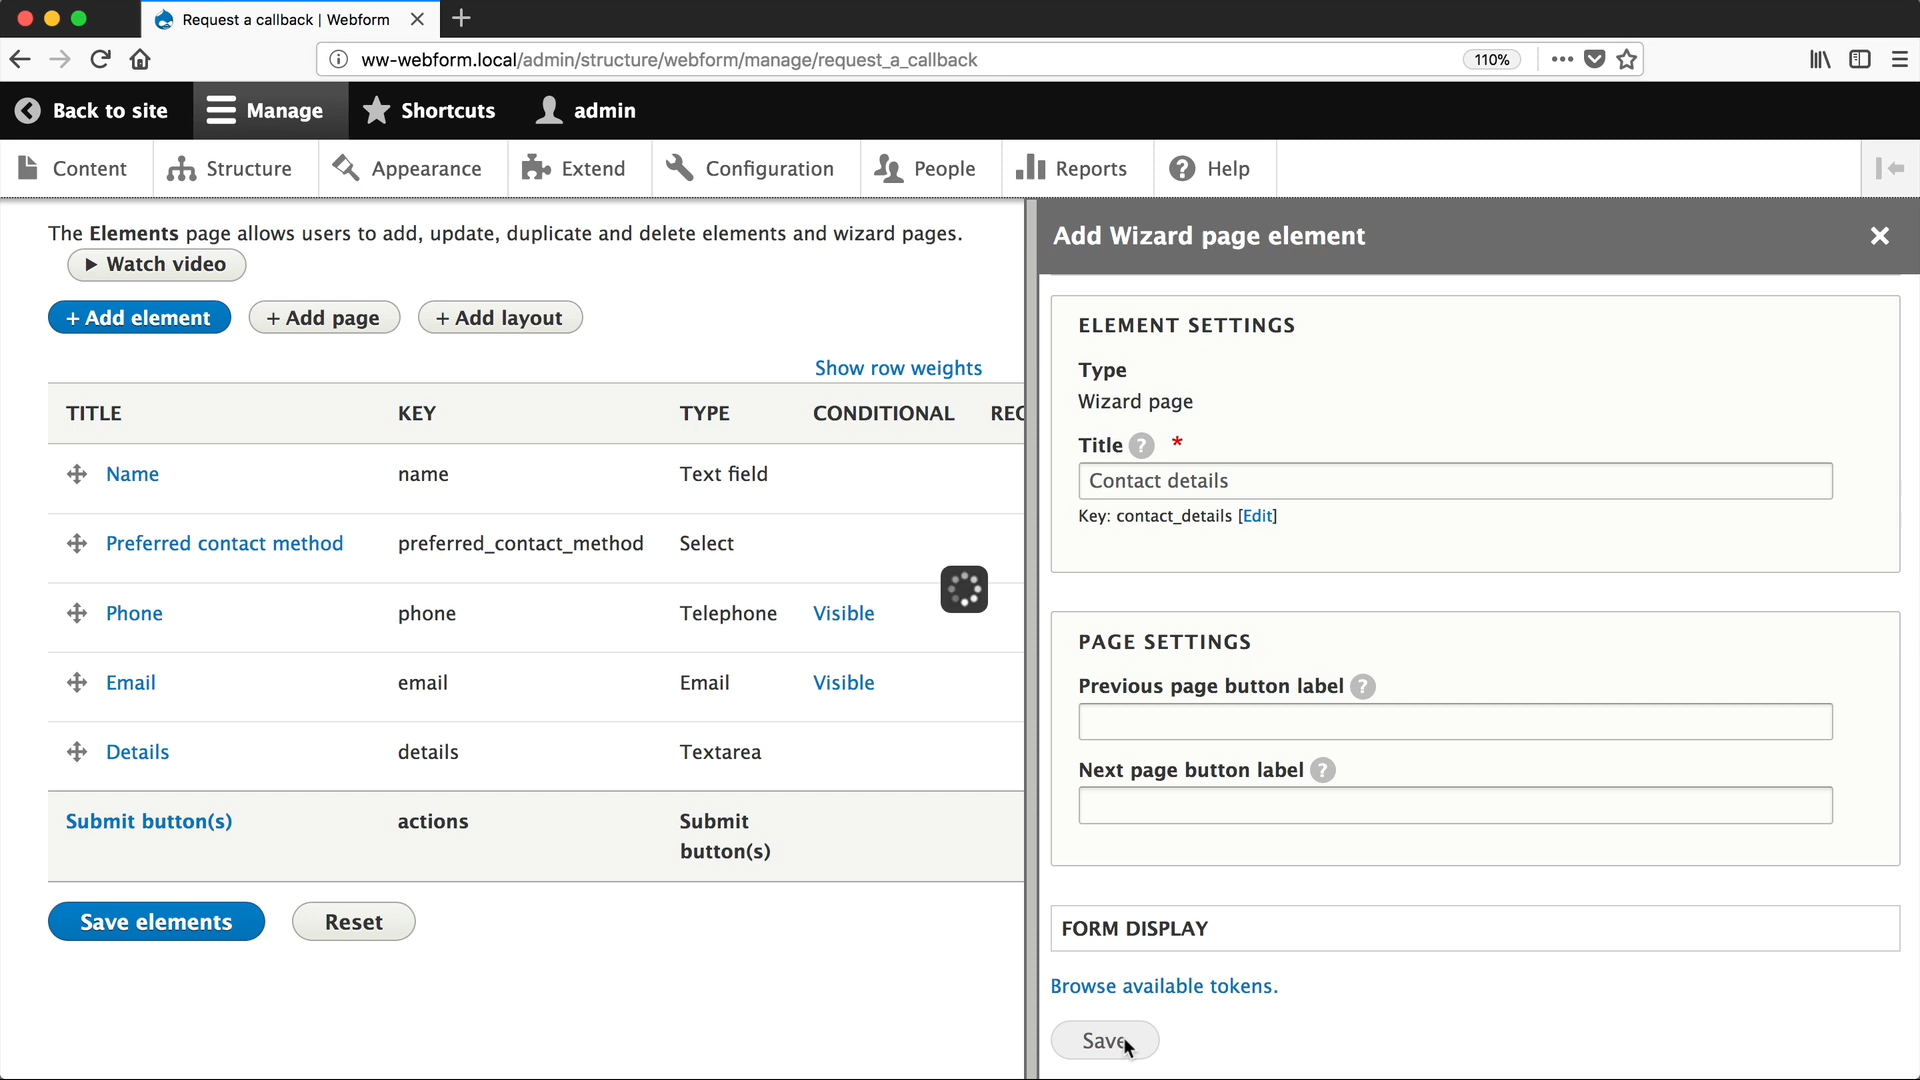 Request a callback | Webform
ww-webform.local/admin/structure/webform/manage/request_a_callback
110%
Back to site
Manage
Shortcuts
admin
Content
Structure
Appearance
Extend
Configuration
People
Reports
Help
The Elements page allows users to add, update, duplicate and delete elements and wizard pages.
Watch video
+ Add element
+ Add page
+ Add layout
Show row weights
TITLE KEY TYPE CONDITIONAL REC
Name name Text field
Preferred contact method preferred_contact_method Select
Phone phone Telephone Visible
Email email Email Visible
Details details Textarea
Submit button(s) actions Submit
button(s)
Save elements
Reset
Add Wizard page element
ELEMENT SETTINGS
Type
Wizard page
Title ? *
Contact details
Key: contact_details [Edit]
PAGE SETTINGS
Previous page button label ?
Next page button label ?
FORM DISPLAY
Browse available tokens.
Save